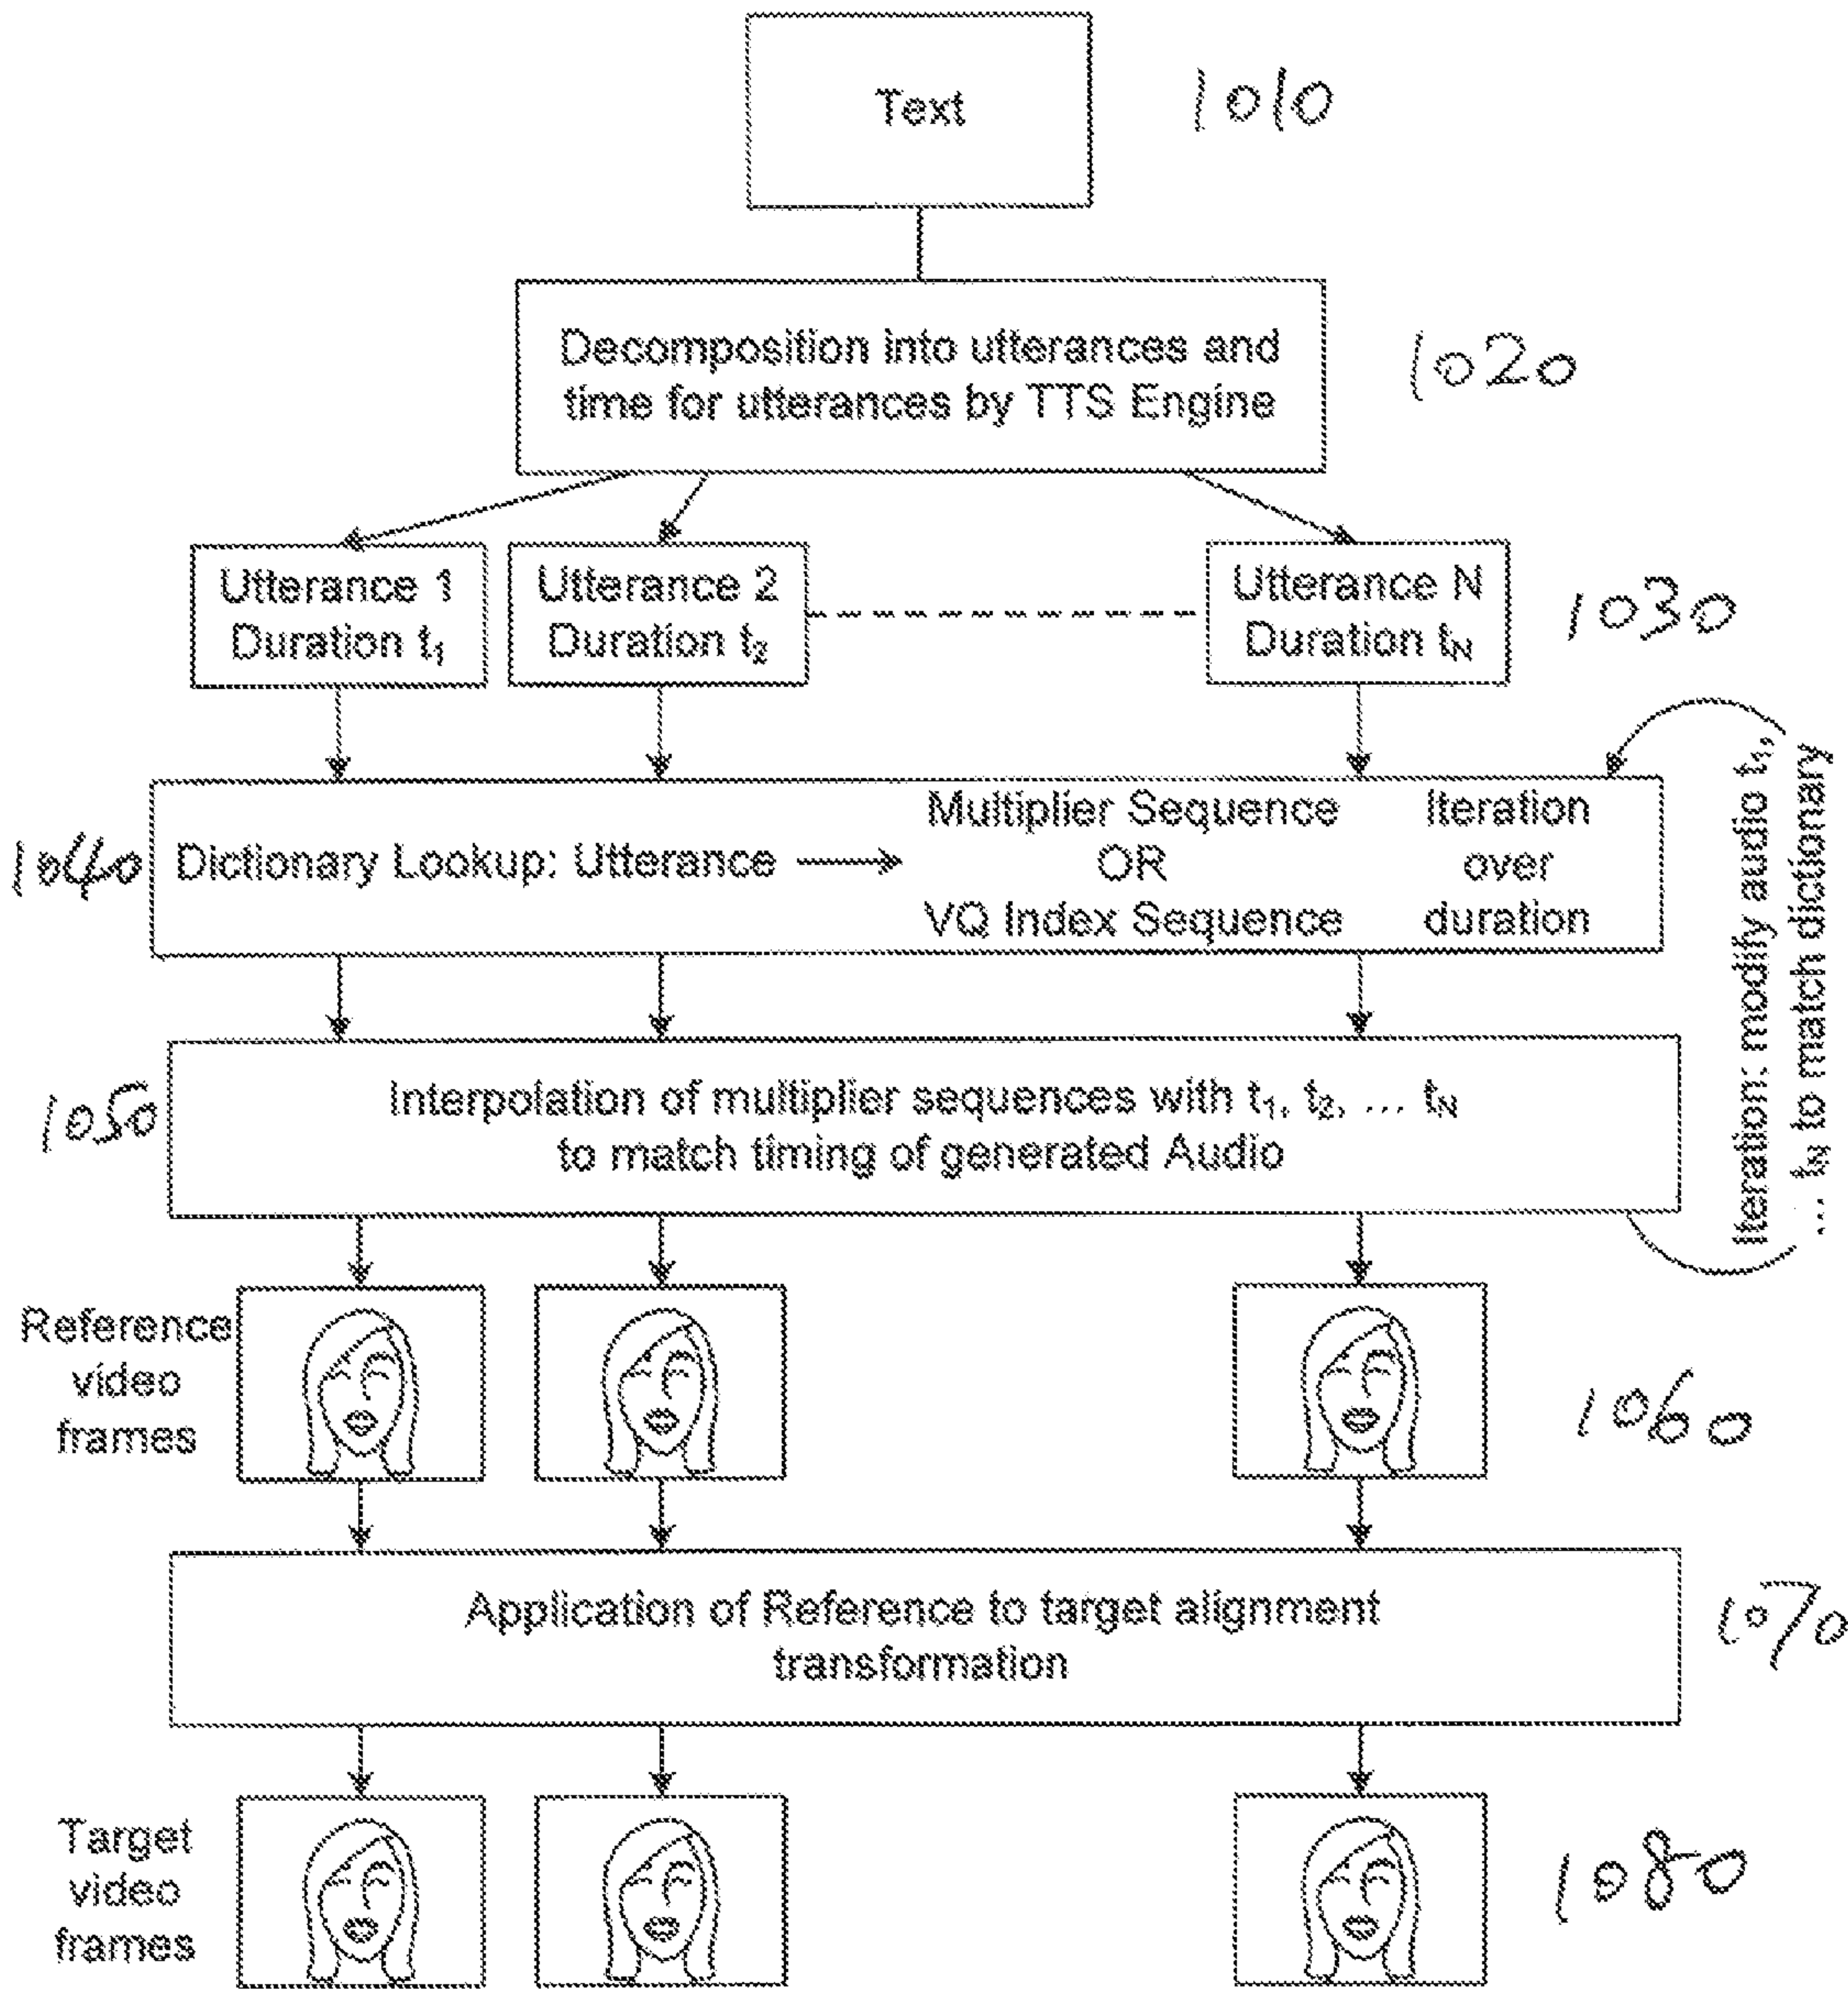 Text
1010
Decomposition into utterances and
time for utterances by TTS Engine
1020
Utterance 1
Duration t₁
Utterance 2
Duration t₂
Utterance N
Duration tN
1030
1040
Dictionary Lookup: Utterance
Multiplier Sequence
OR
VQ Index Sequence
Iteration
over
duration
Iteration: modify audio t₁,
... tN to match dictionary
1050
Interpolation of multiplier sequences with t₁, t₂, ... tN
to match timing of generated Audio
Reference
video
frames
1060
Application of Reference to target alignment
transformation
1070
Target
video
frames
1080